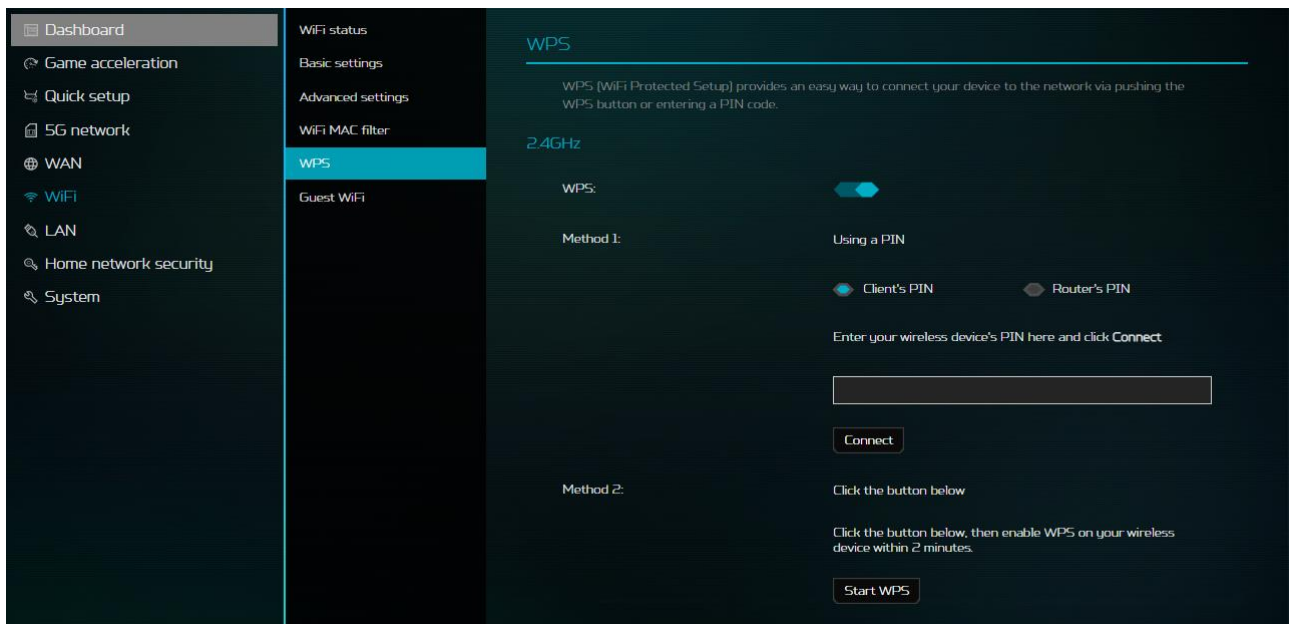 Dashboard
Game acceleration
Quick setup
5G network
WAN
WiFi
LAN
Home network security
System
WiFi status
Basic settings
Advanced settings
WiFi MAC filter
WPS
Guest WiFi
WPS
WPS (WiFi Protected Setup) provides an easy way to connect your device to the network via pushing the
WPS button or entering a PIN code.
2.4GHz
WPS:
Method 1:
Using a PIN
Client's PIN
Router's PIN
Enter your wireless device's PIN here and click Connect
Connect
Method 2:
Click the button below
Click the button below, then enable WPS on your wireless
device within 2 minutes.
Start WPS